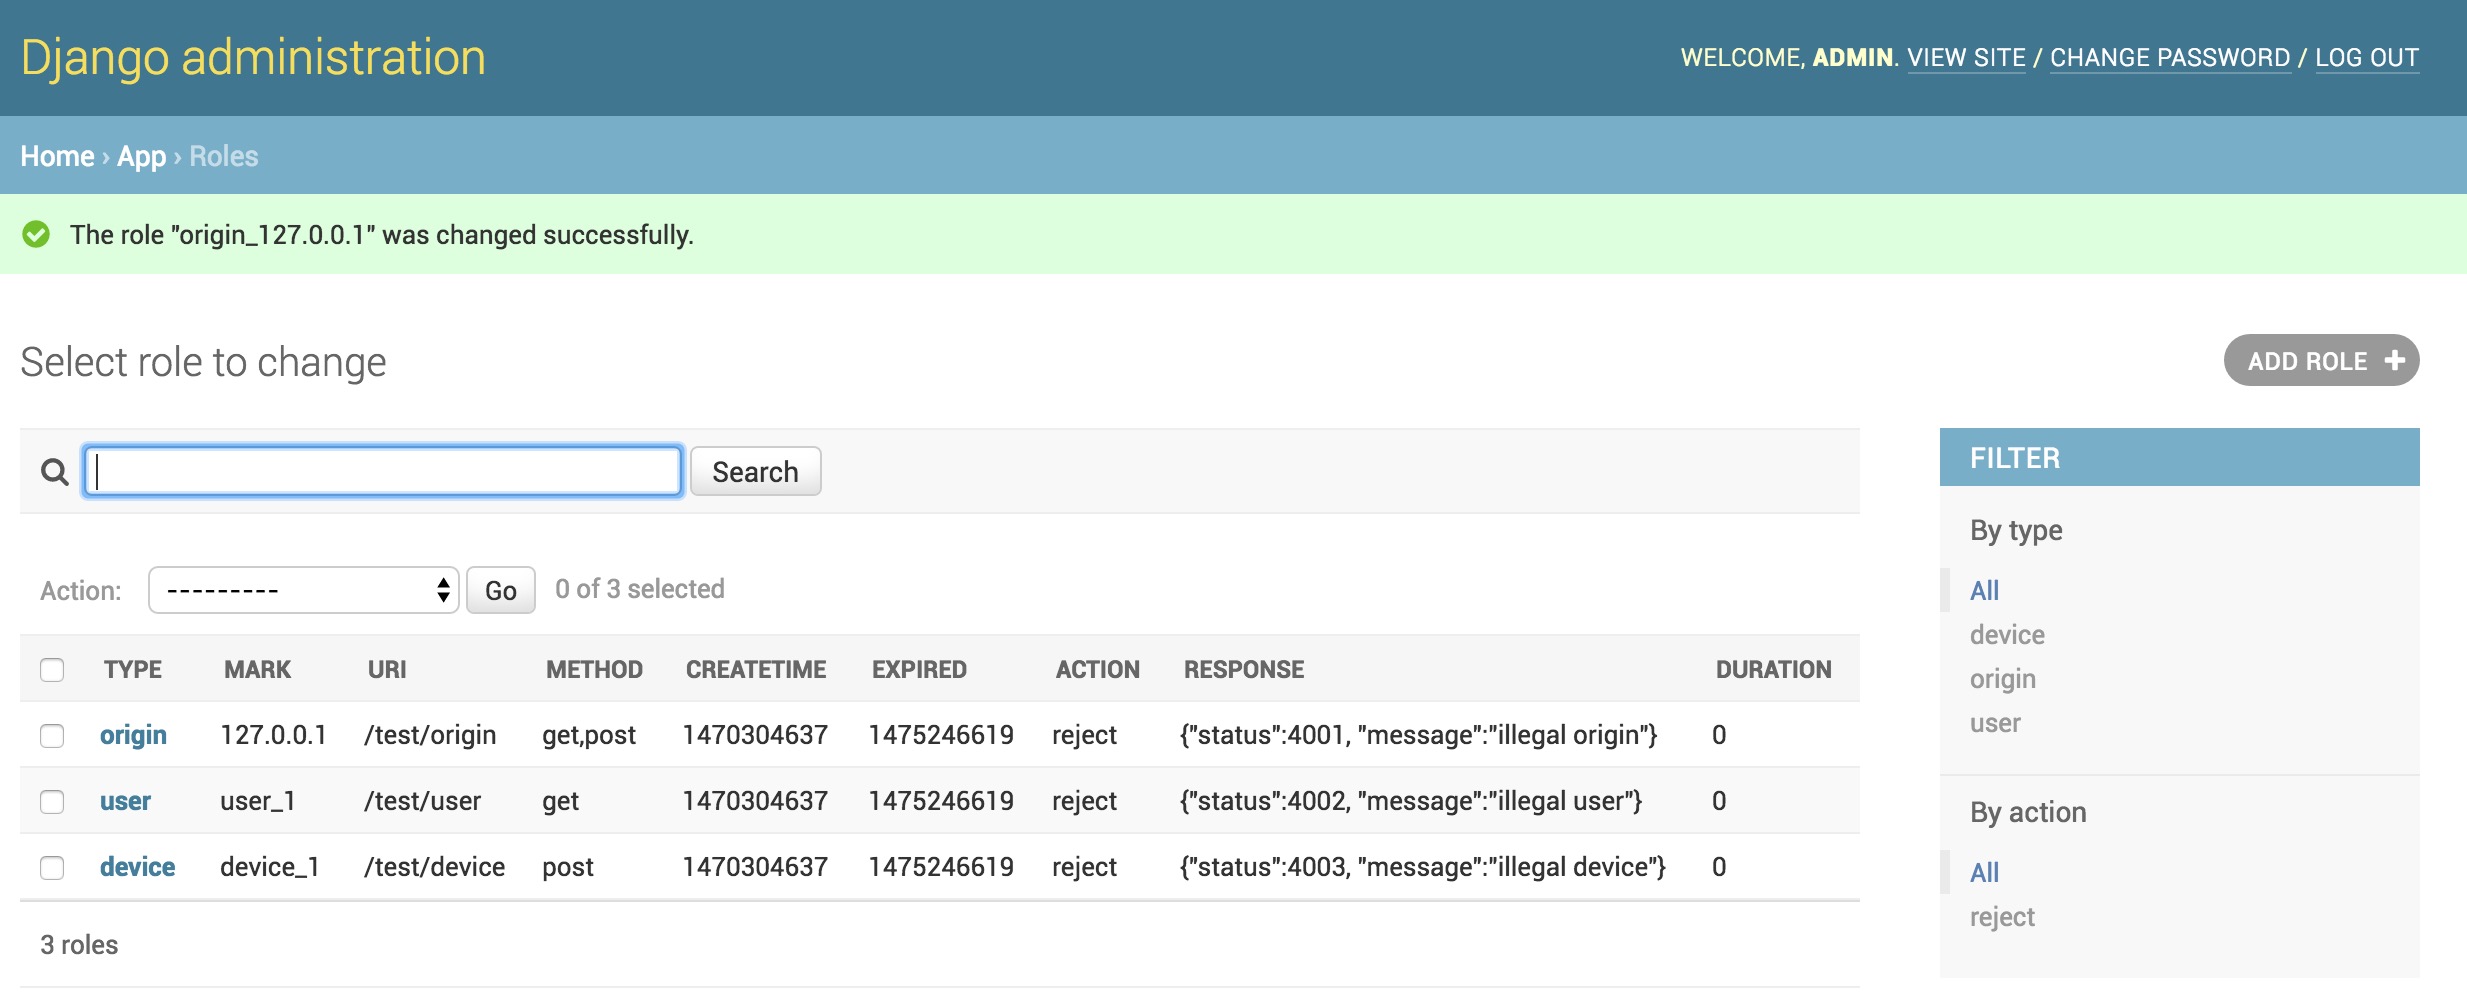 Django administration
WELCOME, ADMIN. VIEW SITE / CHANGE PASSWORD / LOG OUT
Home › App › Roles
The role "origin_127.0.0.1" was changed successfully.
Select role to change
ADD ROLE +
Search
Action: --------- Go 0 of 3 selected
TYPE MARK URI METHOD CREATETIME EXPIRED ACTION RESPONSE DURATION
origin 127.0.0.1 /test/origin get,post 1470304637 1475246619 reject {"status":4001, "message":"illegal origin"} 0
user user_1 /test/user get 1470304637 1475246619 reject {"status":4002, "message":"illegal user"} 0
device device_1 /test/device post 1470304637 1475246619 reject {"status":4003, "message":"illegal device"} 0
3 roles
FILTER
By type
All
device
origin
user
By action
All
reject